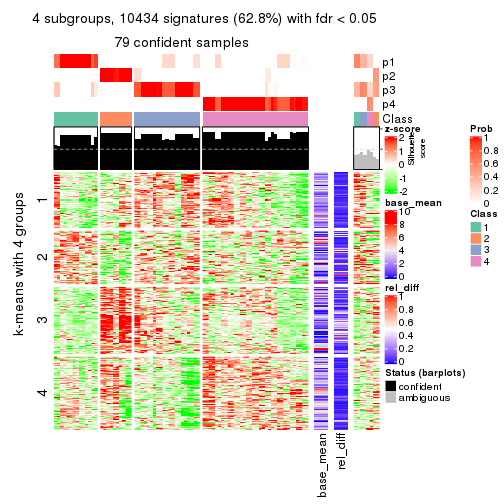 4 subgroups, 10434 signatures (62.8%) with fdr < 0.05
79 confident samples
p1
p2
p3
p4
Class
Silhouette
score
k-means with 4 groups
1
2
3
4
base_mean
rel_diff
z-score
2
1
0
-1
-2
base_mean
10
8
6
4
2
0
rel_diff
1
0.8
0.6
0.4
0.2
0
Status (barplots)
confident
ambiguous
Prob
1
0.8
0.6
0.4
0.2
0
Class
1
2
3
4